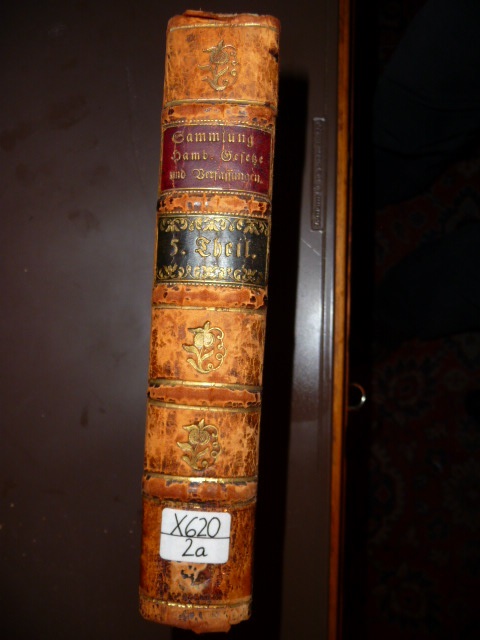 Sammlung
Hamb. Gesetze
und Verfassungen.
5. Theil.
X620
2a